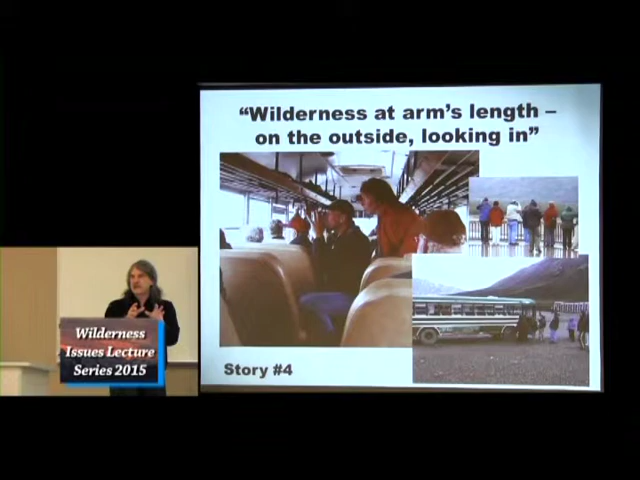 “Wilderness at arm’s length –
on the outside, looking in”
Story #4
Wilderness
Issues Lecture
Series 2015